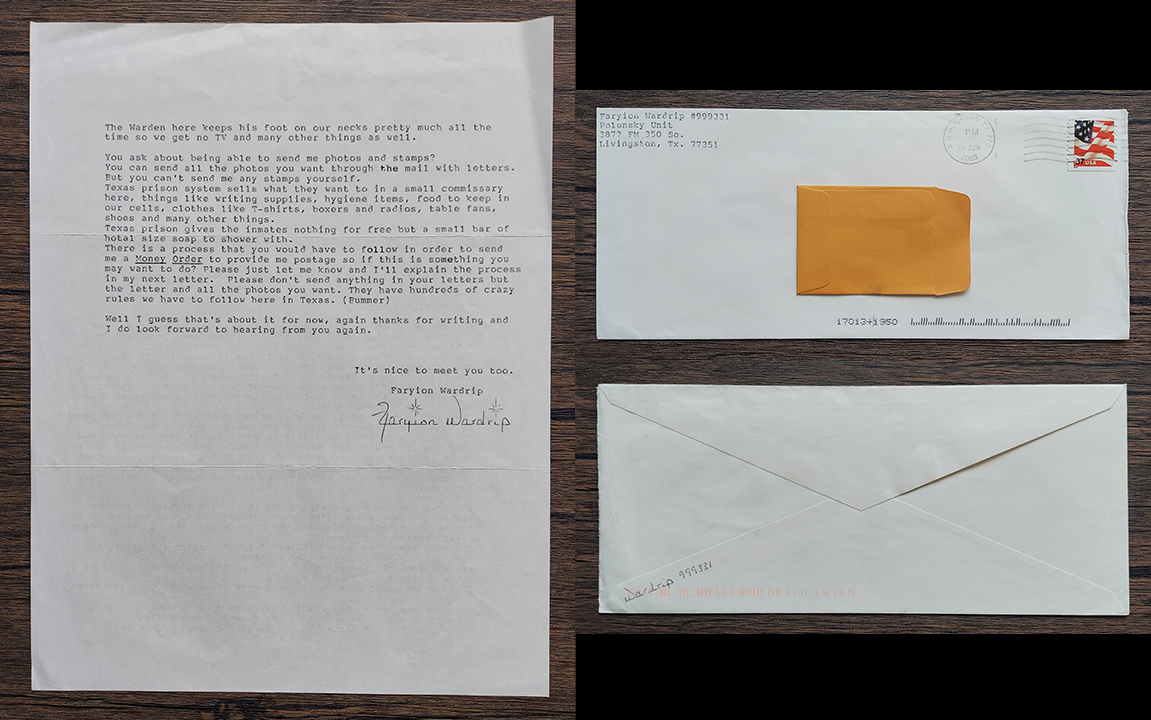 The Warden here keeps his foot on our necks pretty much all the
time so we get no TV and many other things as well.
You ask about being able to send me photos and stamps?
You can send all the photos you want through the mail with letters.
But you can't send me any stamps yourself.
Texas prison system sells what they want to in a small commissary
here, things like writing supplies, hygiene items, food to keep in
our cells, clothes like T-shirts, boxers and radios, table fans,
shoes and many other things.
Texas prison gives the inmates nothing for free but a small bar of
hotal size soap to shower with.
There is a process that you would have to follow in order to send
me a Money Order to provide me postage so if this is something you
may want to do? Please just let me know and I'll explain the process
in my next letter. Please don't send anything in your letters but
the letter and all the photos you want. They have hundreds of crazy
rules we have to follow here in Texas. (Bummer)
Well I guess that's about it for now, again thanks for writing and
I do look forward to hearing from you again.
It's nice to meet you too.
Faryion Wardrip
Faryion Wardrip
Faryion Wardrip #999331
Polunsky Unit
3872 FM 350 So.
Livingston, Tx. 77351
PM
JUN
2003
USA
17013+1950
Wardrip 999331